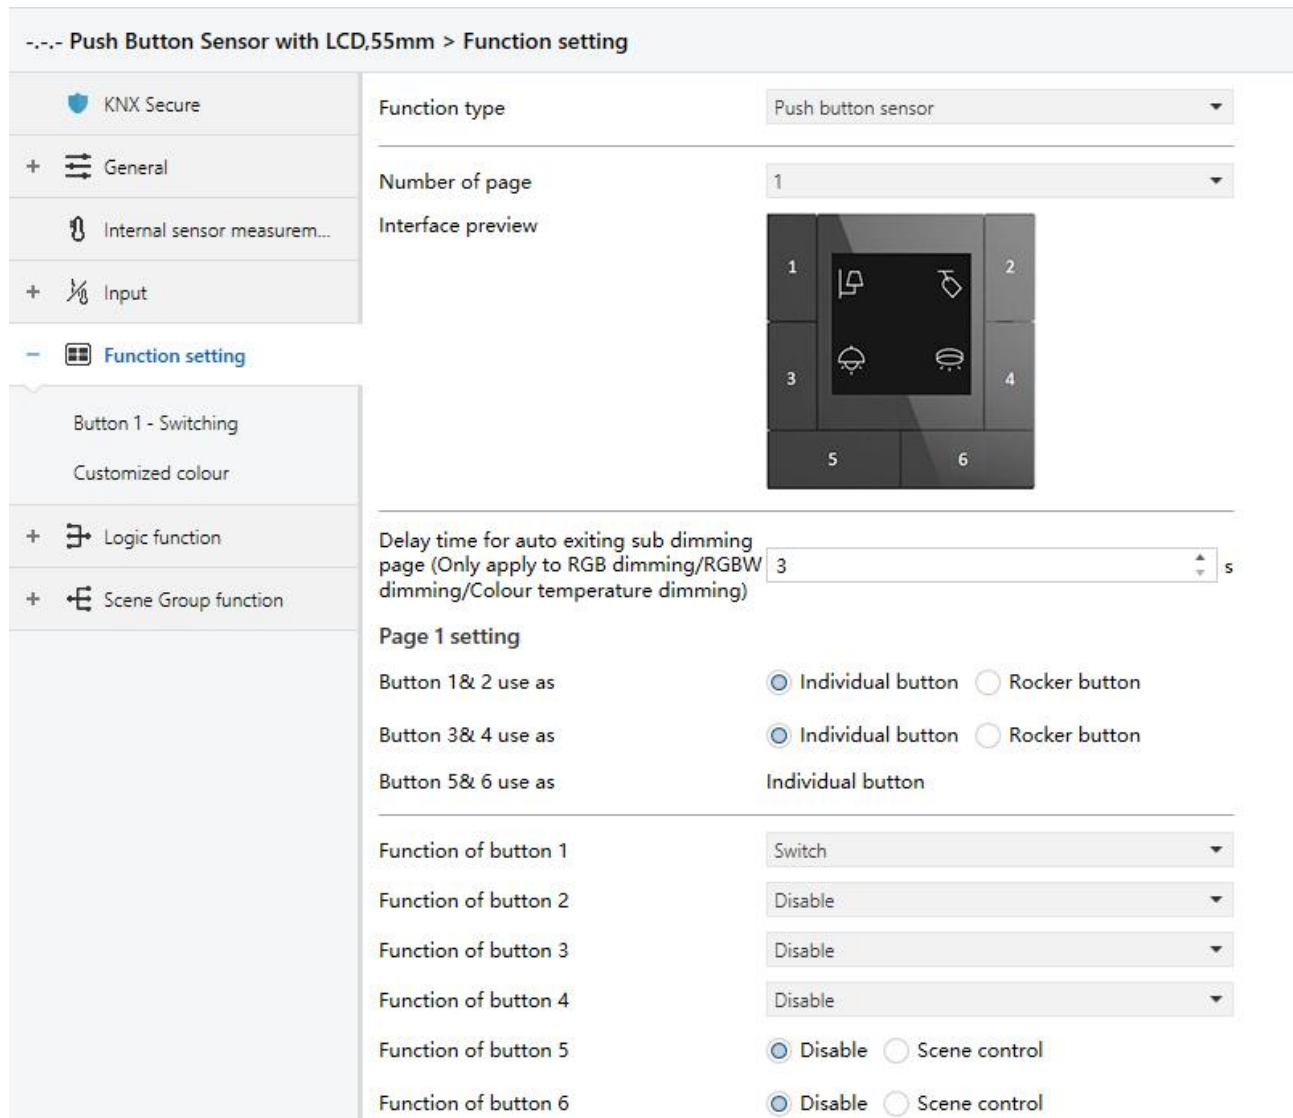 -.-.- Push Button Sensor with LCD,55mm > Function setting
KNX Secure
+ General
Internal sensor measurem...
+ Input
− Function setting
Button 1 - Switching
Customized colour
+ Logic function
+ Scene Group function
Function type Push button sensor
Number of page 1
Interface preview
1 2
3 4
5 6
Delay time for auto exiting sub dimming
page (Only apply to RGB dimming/RGBW 3 s
dimming/Colour temperature dimming)
Page 1 setting
Button 1& 2 use as Individual button Rocker button
Button 3& 4 use as Individual button Rocker button
Button 5& 6 use as Individual button
Function of button 1 Switch
Function of button 2 Disable
Function of button 3 Disable
Function of button 4 Disable
Function of button 5 Disable Scene control
Function of button 6 Disable Scene control